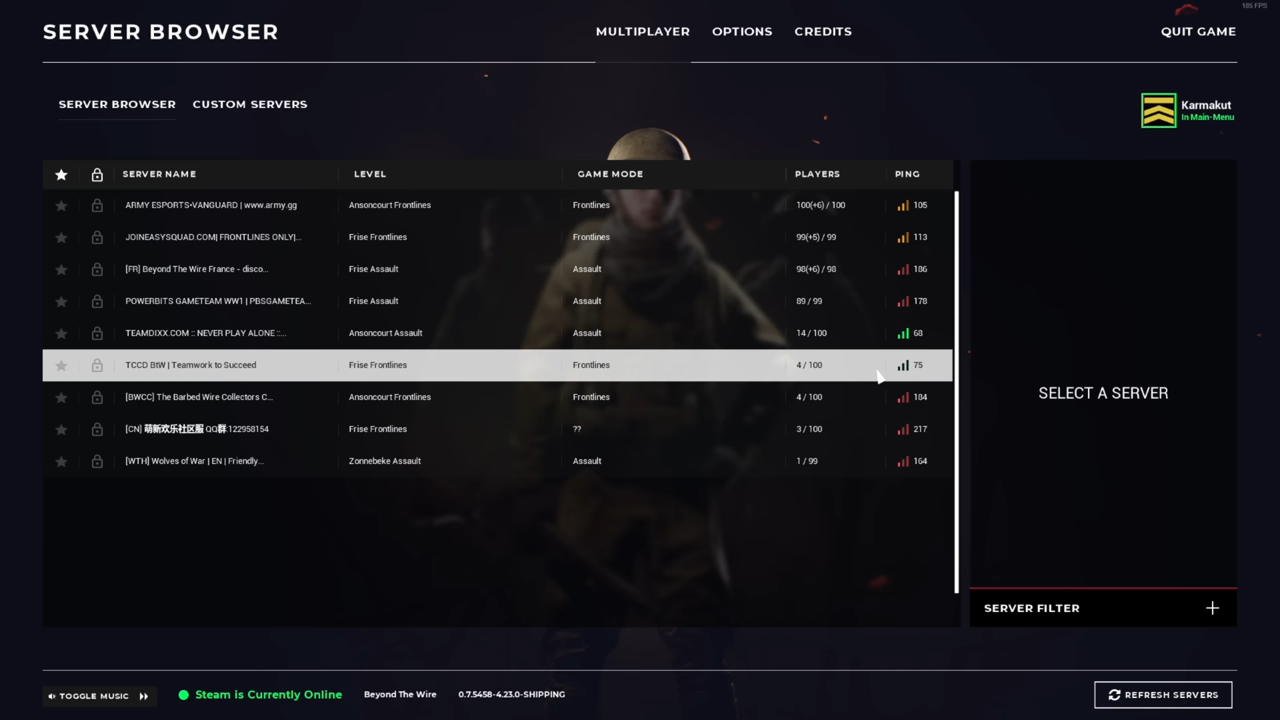 185 FPS
SERVER BROWSER
MULTIPLAYER OPTIONS CREDITS
QUIT GAME
SERVER BROWSER CUSTOM SERVERS
Karmakut
In Main-Menu
SERVER NAME LEVEL GAME MODE PLAYERS PING
ARMY ESPORTS•VANGUARD | www.army.gg Ansoncourt Frontlines Frontlines 100(+6) / 100 105
JOINEASYSQUAD.COM| FRONTLINES ONLY|... Frise Frontlines Frontlines 99(+5) / 99 113
[FR] Beyond The Wire France - disco... Frise Assault Assault 98(+6) / 98 186
POWERBITS GAMETEAM WW1 | PBSGAMETEA... Frise Assault Assault 89 / 99 178
TEAMDIXX.COM :: NEVER PLAY ALONE ::... Ansoncourt Assault Assault 14 / 100 68
TCCD BtW | Teamwork to Succeed Frise Frontlines Frontlines 4 / 100 75
[BWCC] The Barbed Wire Collectors C... Ansoncourt Frontlines Frontlines 4 / 100 184
[CN] 萌新欢乐社区服 QQ群:122958154 Frise Frontlines ?? 3 / 100 217
[WTH] Wolves of War | EN | Friendly... Zonnebeke Assault Assault 1 / 99 164
SELECT A SERVER
SERVER FILTER
TOGGLE MUSIC
Steam is Currently Online
Beyond The Wire
0.7.5458-4.23.0-SHIPPING
REFRESH SERVERS